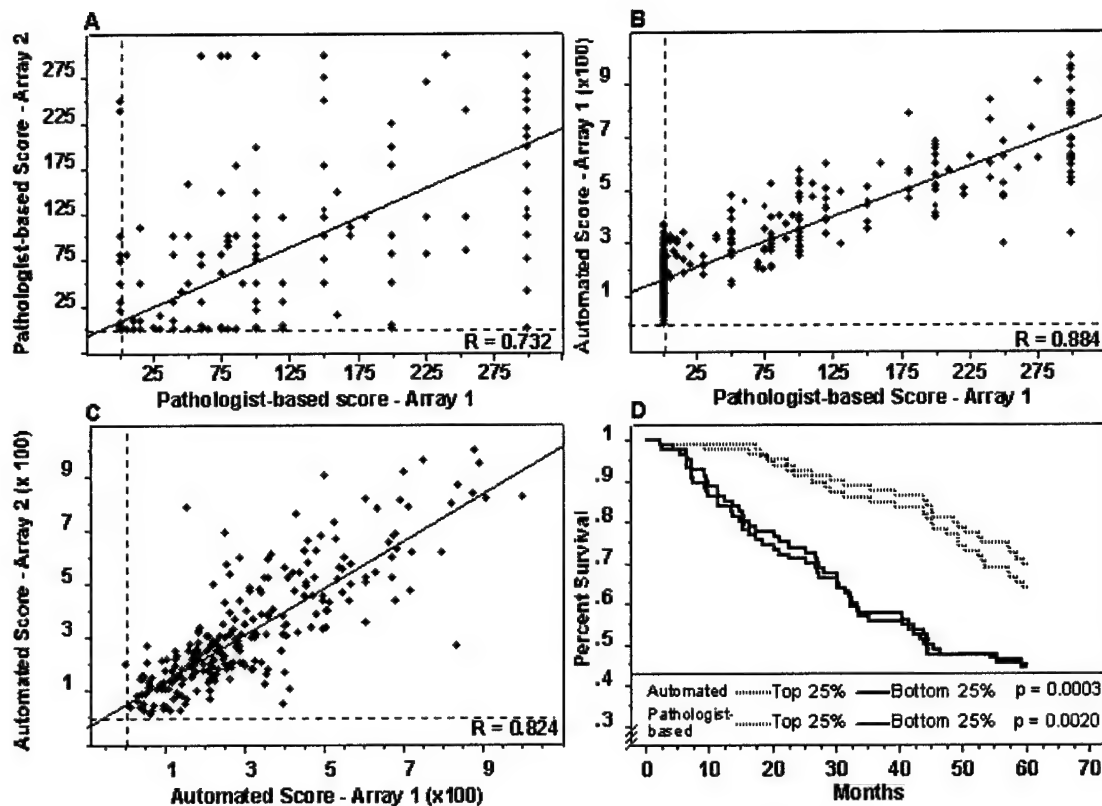 A
Pathologist-based Score - Array 2
275
225
175
125
75
25
R = 0.732
25 75 125 175 225 275
Pathologist-based score - Array 1
B
Automated Score - Array 1 (x100)
9
7
5
3
1
R = 0.884
25 75 125 175 225 275
Pathologist-based Score - Array 1
C
Automated Score - Array 2 (x 100)
9
7
5
3
1
R = 0.824
1 3 5 7 9
Automated Score - Array 1 (x100)
D
Percent Survival
1
.9
.8
.7
.6
.5
.4
.3
Automated Top 25% Bottom 25% p = 0.0003
Pathologist-
based Top 25% Bottom 25% p = 0.0020
0 10 20 30 40 50 60 70
Months